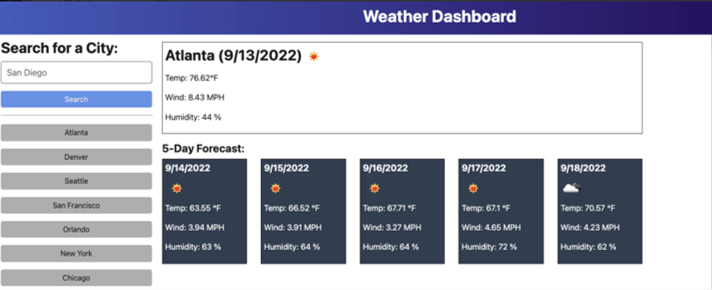 Weather Dashboard
Search for a City:
San Diego
Search
Atlanta
Denver
Seattle
San Francisco
Orlando
New York
Chicago
Atlanta (9/13/2022)
Temp: 76.62°F
Wind: 8.43 MPH
Humidity: 44 %
5-Day Forecast:
9/14/2022
Temp: 63.55 °F
Wind: 3.94 MPH
Humidity: 63 %
9/15/2022
Temp: 66.52 °F
Wind: 3.91 MPH
Humidity: 64 %
9/16/2022
Temp: 67.71 °F
Wind: 3.27 MPH
Humidity: 64 %
9/17/2022
Temp: 67.1 °F
Wind: 4.65 MPH
Humidity: 72 %
9/18/2022
Temp: 70.57 °F
Wind: 4.23 MPH
Humidity: 62 %